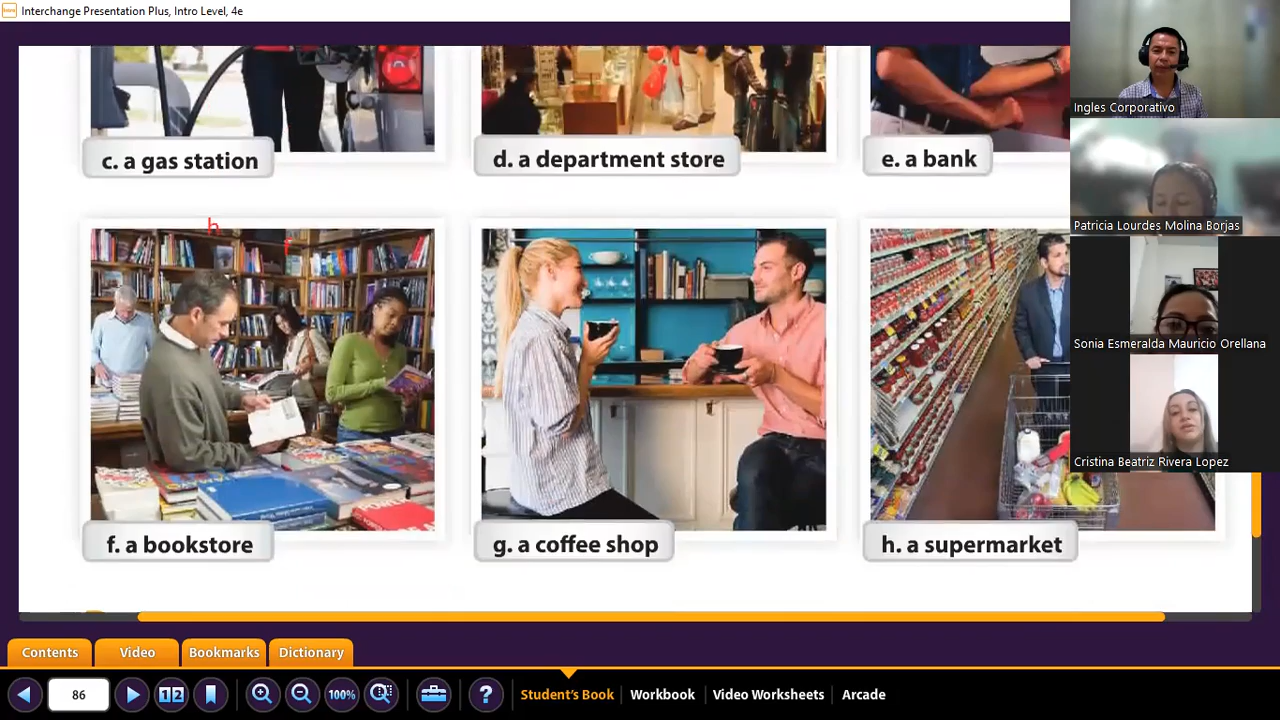 Interchange Presentation Plus, Intro Level, 4e
Ingles Corporativo
c. a gas station
d. a department store
e. a bank
Patricia Lourdes Molina Borjas
h
f
Sonia Esmeralda Mauricio Orellana
Cristina Beatriz Rivera Lopez
f. a bookstore
g. a coffee shop
h. a supermarket
Contents
Video
Bookmarks
Dictionary
86
12
100%
?
Student's Book
Workbook
Video Worksheets
Arcade